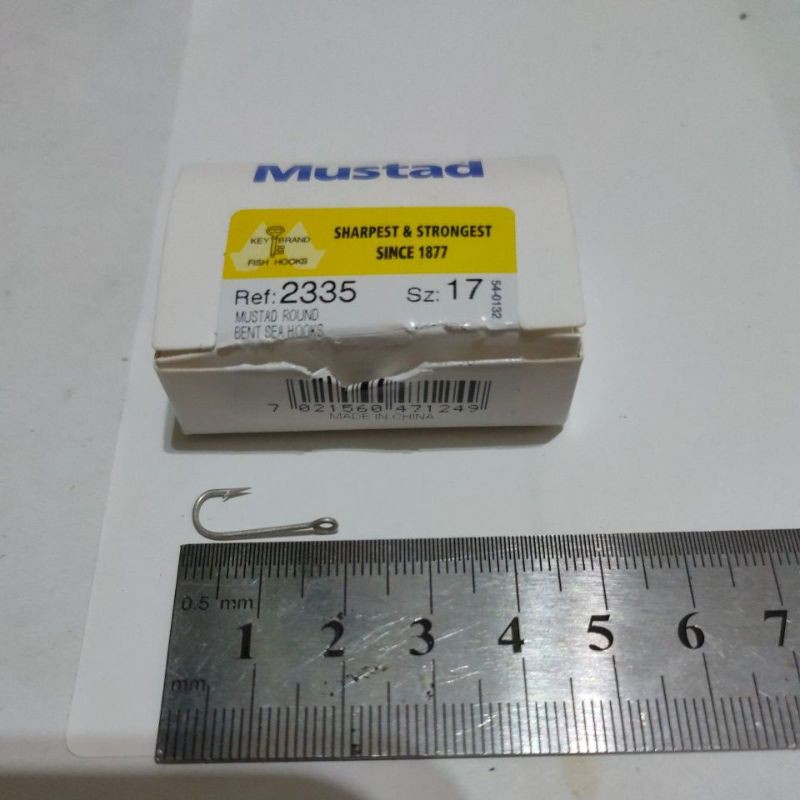 Mustad
KEY BRAND
FISH HOOKS
SHARPEST & STRONGEST
SINCE 1877
Ref: 2335
Sz: 17
54-0132
MUSTAD ROUND
BENT SEA HOOKS
7 021560 471249
MADE IN CHINA
0.5 mm
1 2 3 4 5 6 7
mm